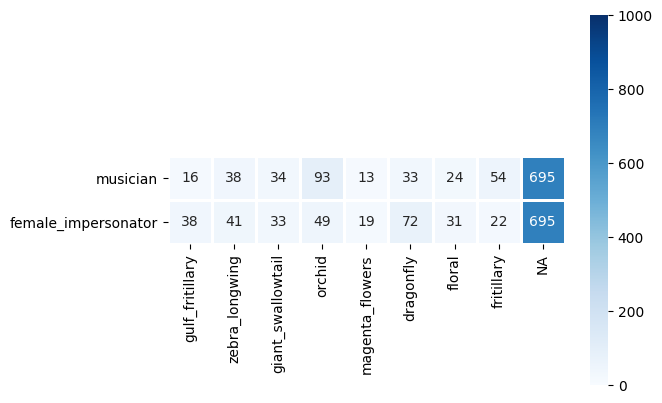 1000
800
600
400
200
0
musician 16 38 34 93 13 33 24 54 695
female_impersonator 38 41 33 49 19 72 31 22 695
gulf_fritillary
zebra_longwing
giant_swallowtail
orchid
magenta_flowers
dragonfly
floral
fritillary
NA